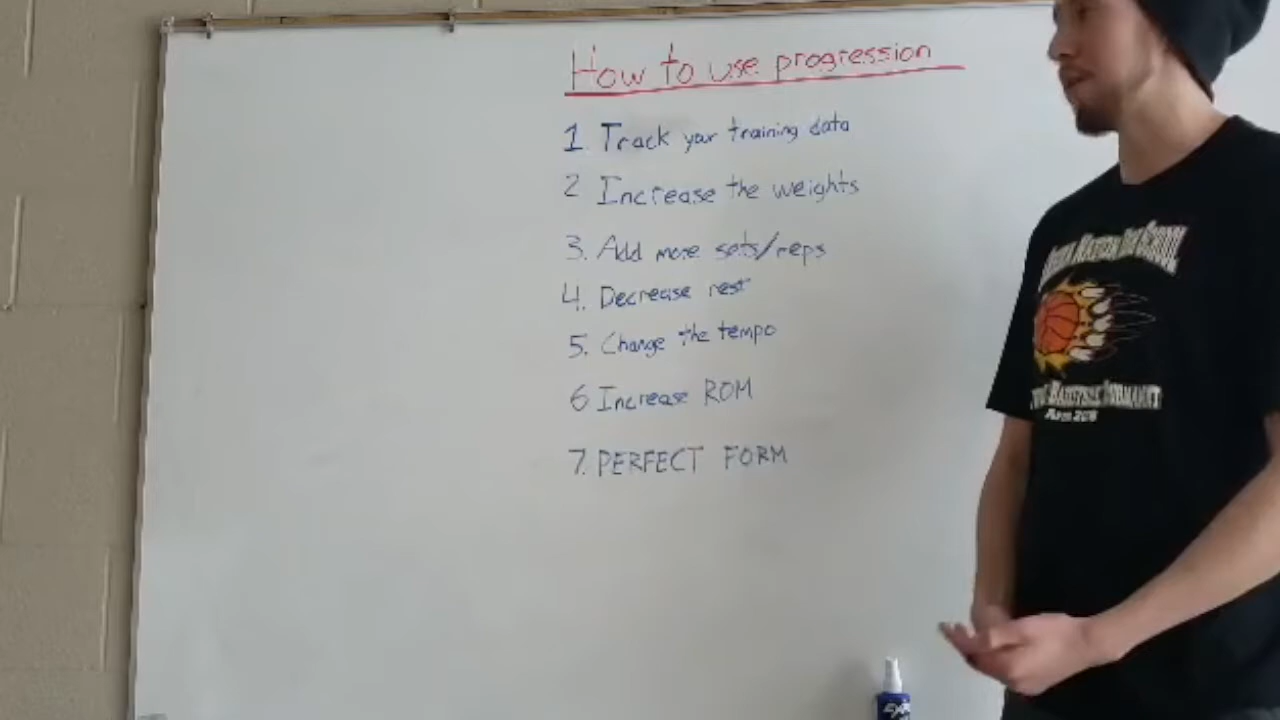 How to use progression
1. Track your training data
2 Increase the weights
3. Add more sets/reps
4. Decrease rest
5. Change the tempo
6 Increase ROM
7. PERFECT FORM